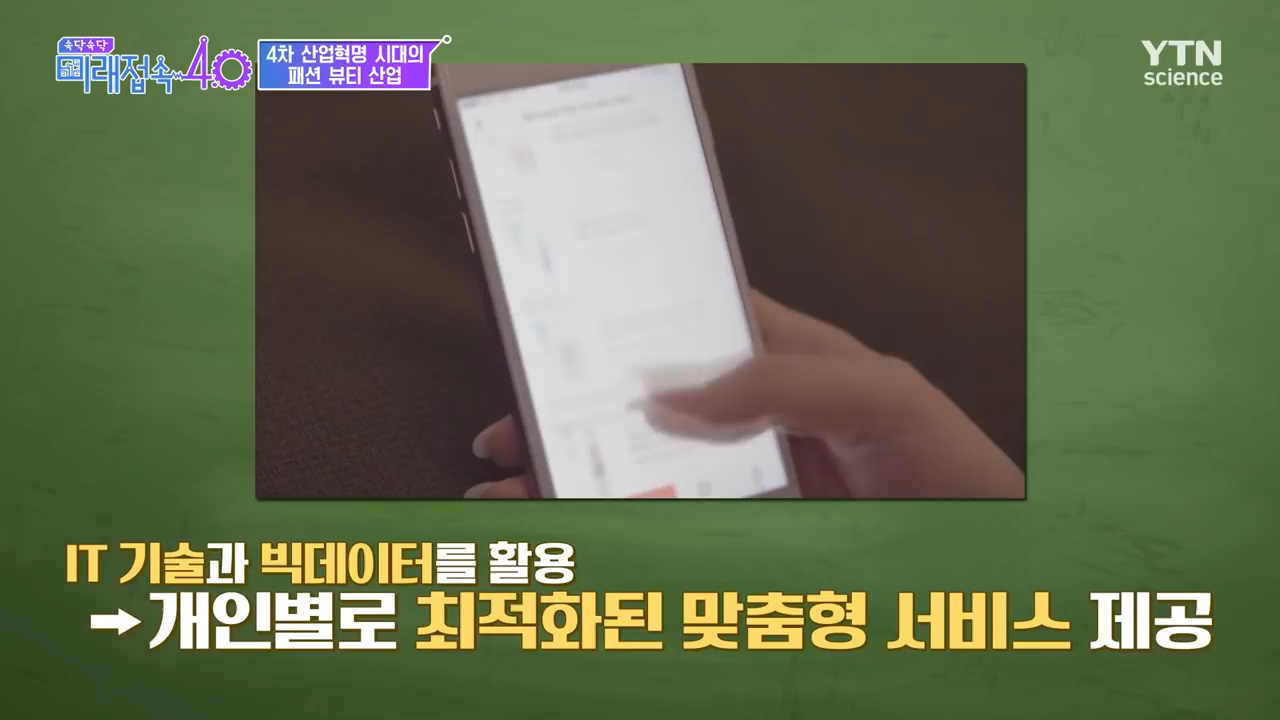 속닥속닥
미래접속 4.0
4차 산업혁명 시대의
패션 뷰티 산업
YTN
science
IT 기술과 빅데이터를 활용
➡개인별로 최적화된 맞춤형 서비스 제공